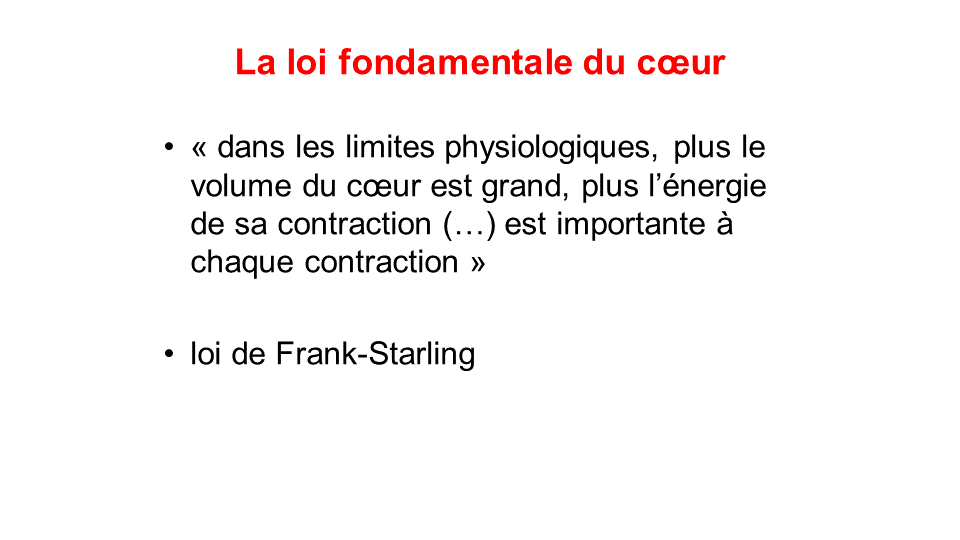 La loi fondamentale du cœur
• « dans les limites physiologiques, plus le
volume du cœur est grand, plus l’énergie
de sa contraction (…) est importante à
chaque contraction »
• loi de Frank-Starling